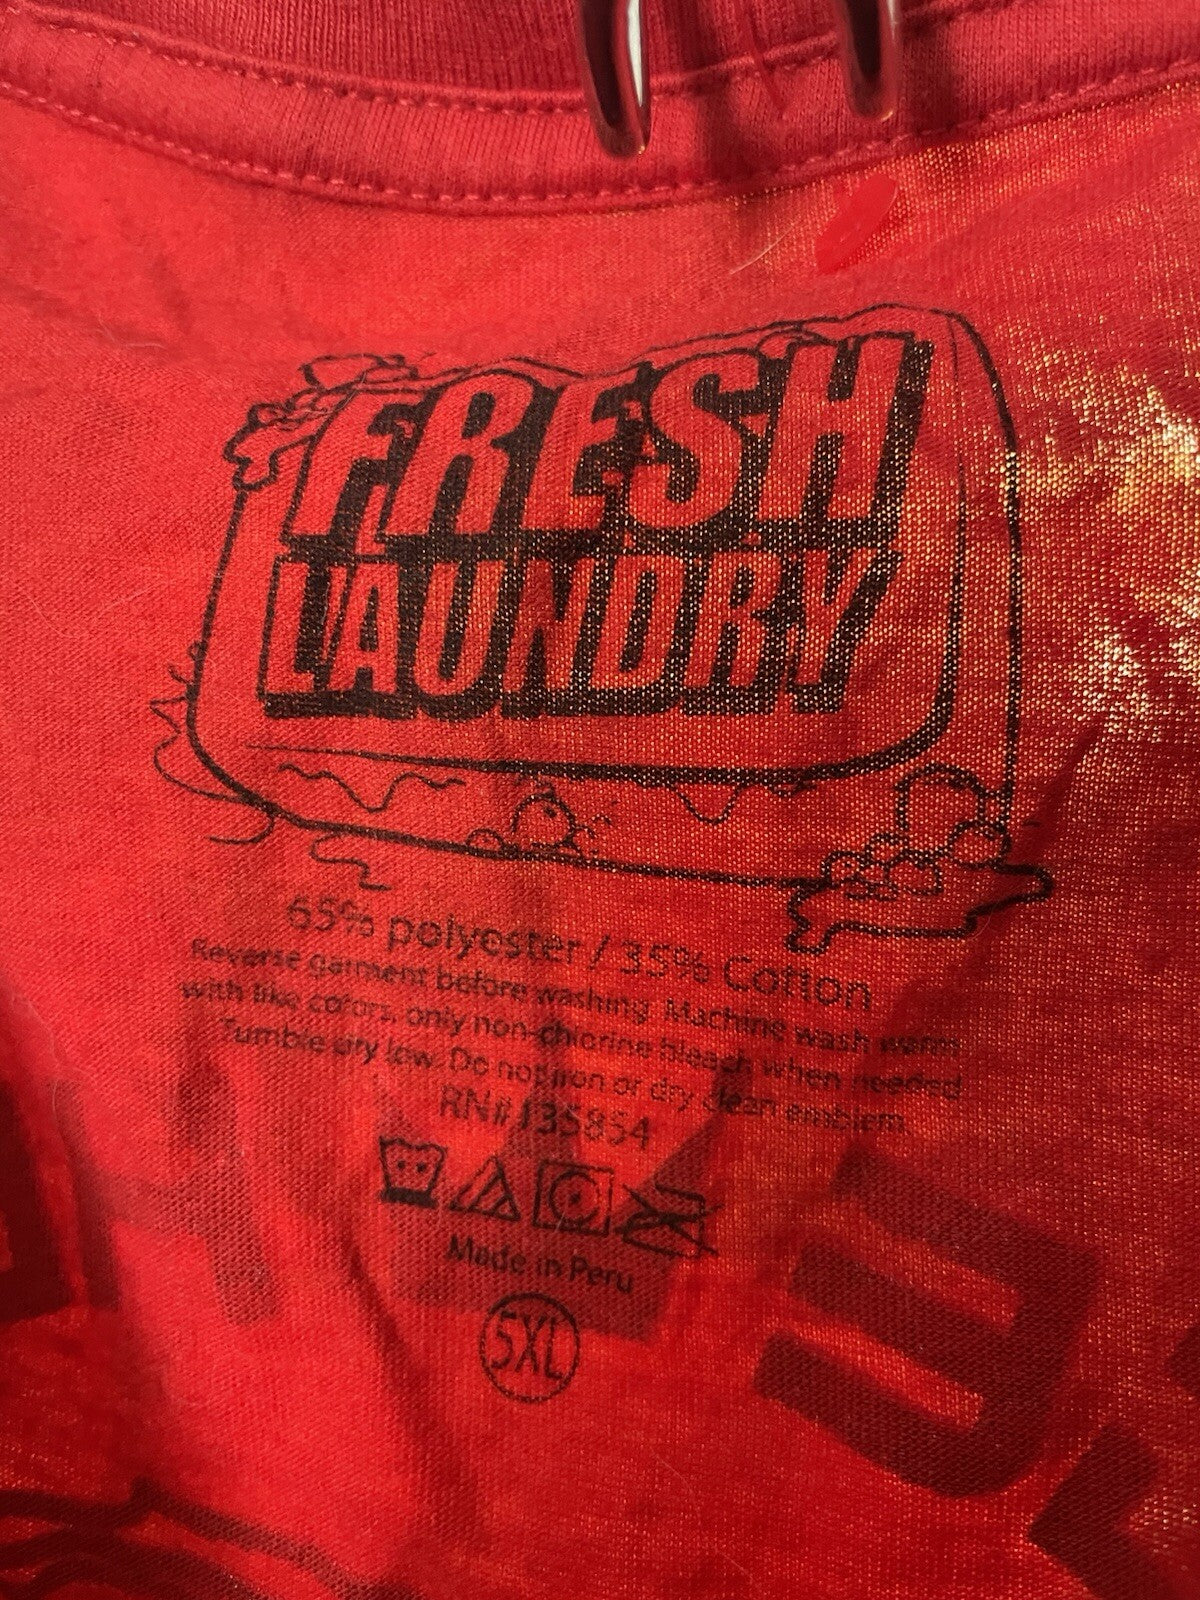 FRESH
LAUNDRY
65% polyester / 35% Cotton
Reverse garment before washing. Machine wash warm
with like colors, only non-chlorine bleach when needed
Tumble dry low. Do not iron or dry clean emblem.
RN# 135854
Made in Peru
5XL